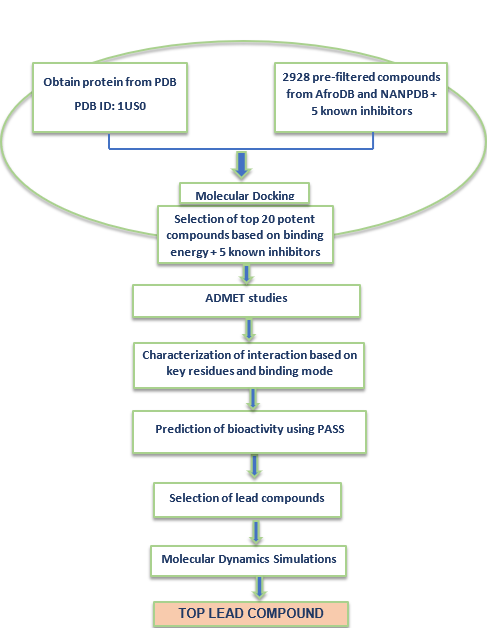 Obtain protein from PDB
PDB ID: 1US0
2928 pre-filtered compounds
from AfroDB and NANPDB +
5 known inhibitors
Molecular Docking
Selection of top 20 potent
compounds based on binding
energy + 5 known inhibitors
ADMET studies
Characterization of interaction based on
key residues and binding mode
Prediction of bioactivity using PASS
Selection of lead compounds
Molecular Dynamics Simulations
TOP LEAD COMPOUND